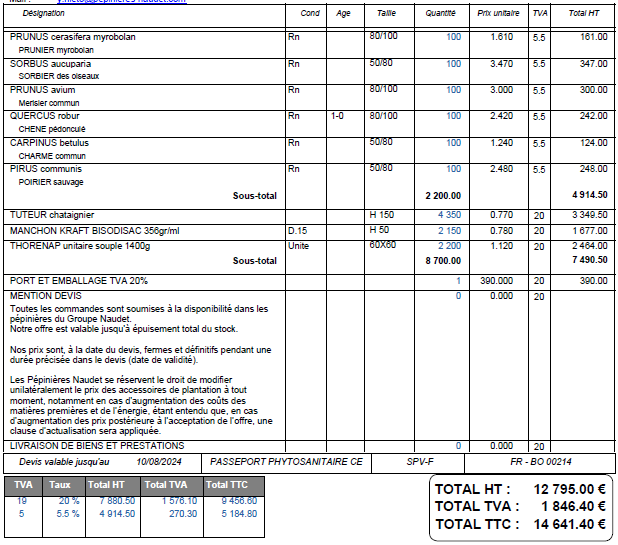 Mail : y.nieto@pepinieres-naudet.com
Désignation Cond Age Taille Quantité Prix unitaire TVA Total HT
PRUNUS cerasifera myrobolan Rn 80/100 100 1.610 5.5 161.00
PRUNIER myrobolan
SORBUS aucuparia Rn 50/80 100 3.470 5.5 347.00
SORBIER des oiseaux
PRUNUS avium Rn 80/100 100 3.000 5.5 300.00
Merisier commun
QUERCUS robur Rn 1-0 80/100 100 2.420 5.5 242.00
CHENE pédonculé
CARPINUS betulus Rn 50/80 100 1.240 5.5 124.00
CHARME commun
PIRUS communis Rn 50/80 100 2.480 5.5 248.00
POIRIER sauvage
Sous-total 2 200.00 4 914.50
TUTEUR chataignier H 150 4 350 0.770 20 3 349.50
MANCHON KRAFT BISODISAC 356gr/ml D.15 H 50 2 150 0.780 20 1 677.00
THORENAP unitaire souple 1400g Unite 60X60 2 200 1.120 20 2 464.00
Sous-total 8 700.00 7 490.50
PORT ET EMBALLAGE TVA 20% 1 390.000 20 390.00
MENTION DEVIS 0 0.000 20
Toutes les commandes sont soumises à la disponibilité dans les
pépinières du Groupe Naudet.
Notre offre est valable jusqu'à épuisement total du stock.
Nos prix sont, à la date du devis, fermes et définitifs pendant une
durée précisée dans le devis (date de validité).
Les Pépinières Naudet se réservent le droit de modifier
unilatéralement le prix des accessoires de plantation à tout
moment, notamment en cas d'augmentation des coûts des
matières premières et de l'énergie, étant entendu que, en cas
d'augmentation des prix postérieure à l'acceptation de l'offre, une
clause d'actualisation sera appliquée.
LIVRAISON DE BIENS ET PRESTATIONS 0 0.000 20
Devis valable jusqu'au 10/08/2024 PASSEPORT PHYTOSANITAIRE CE SPV-F FR - BO 00214
TVA Taux Total HT Total TVA Total TTC
19 20 % 7 880.50 1 576.10 9 456.60
5 5.5 % 4 914.50 270.30 5 184.80
TOTAL HT : 12 795.00 €
TOTAL TVA : 1 846.40 €
TOTAL TTC : 14 641.40 €